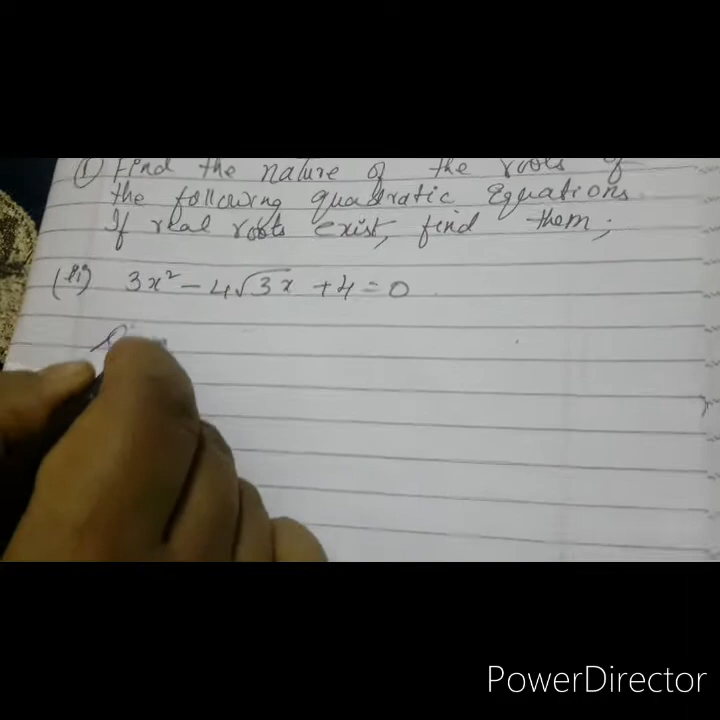 ① Find the nature of the roots of
the following quadratic Equations
If real roots exist, find them;
(ii) 3x² - 4√3x + 4 = 0
PowerDirector